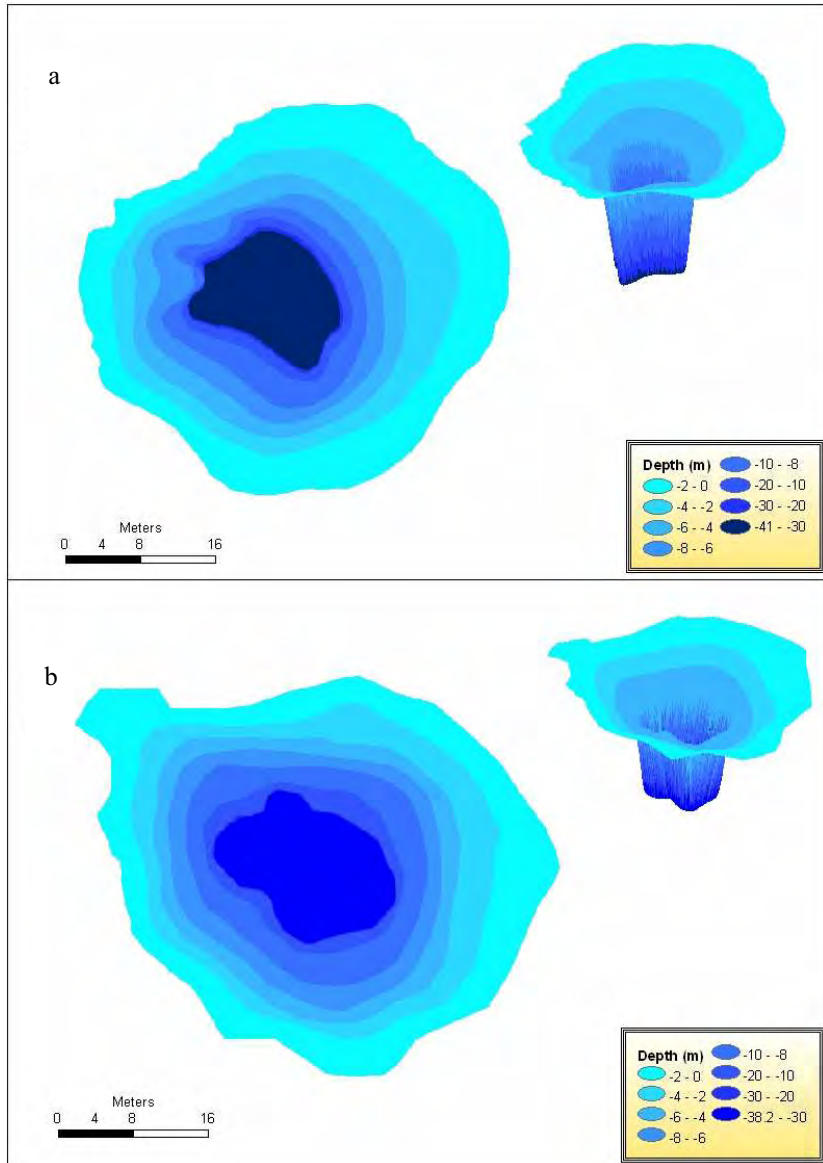 a
Depth (m)
-2 - 0
-4 - -2
-6 - -4
-8 - -6
-10 - -8
-20 - -10
-30 - -20
-41 - -30
Meters
0 4 8 16
b
Depth (m)
-2 - 0
-4 - -2
-6 - -4
-8 - -6
-10 - -8
-20 - -10
-30 - -20
-38.2 - -30
Meters
0 4 8 16